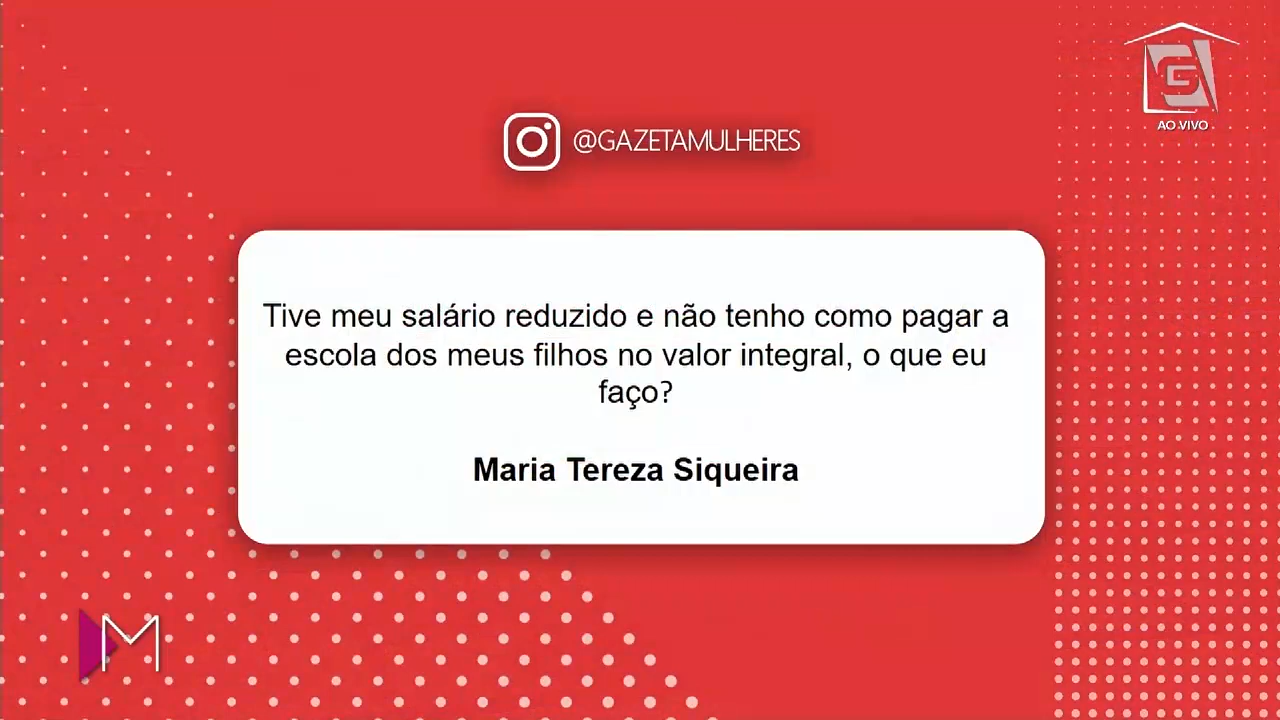 G
AO VIVO
@GAZETAMULHERES
Tive meu salário reduzido e não tenho como pagar a
escola dos meus filhos no valor integral, o que eu
faço?
Maria Tereza Siqueira
M